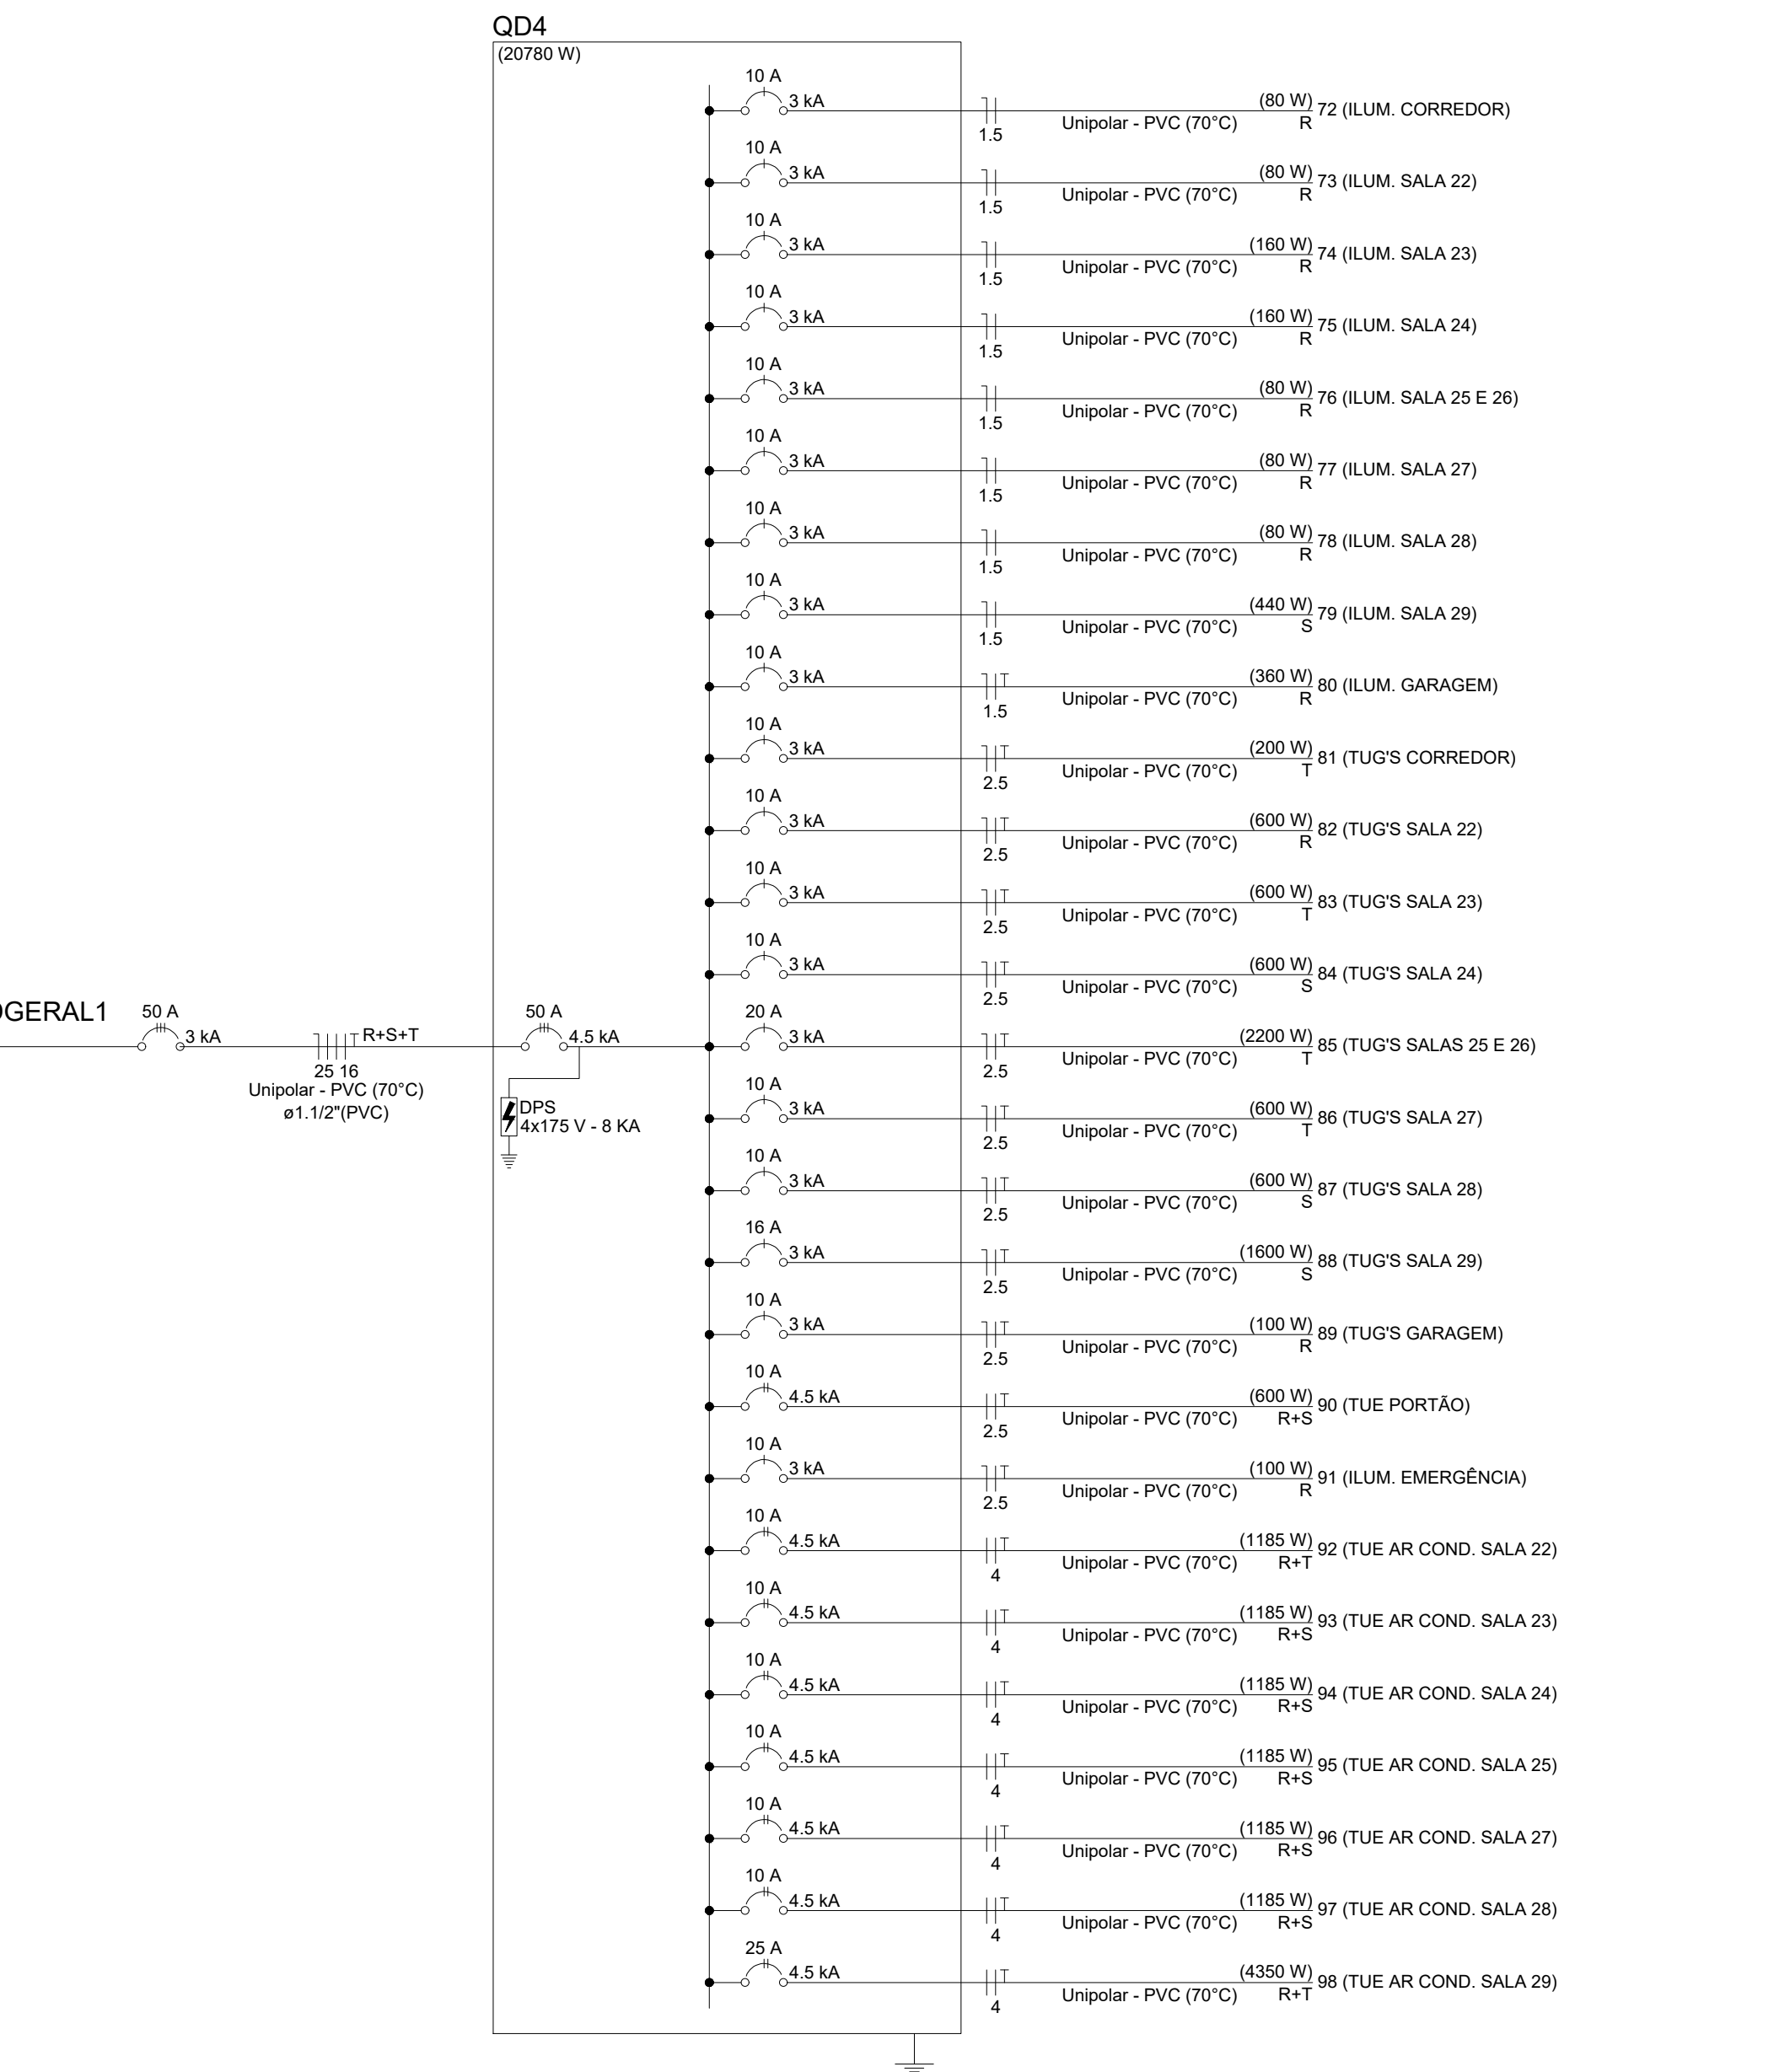 QD4
(20780 W)
10 A
3 kA
1.5
Unipolar - PVC (70°C)
(80 W)
R
72 (ILUM. CORREDOR)
10 A
3 kA
1.5
Unipolar - PVC (70°C)
(80 W)
R
73 (ILUM. SALA 22)
10 A
3 kA
1.5
Unipolar - PVC (70°C)
(160 W)
R
74 (ILUM. SALA 23)
10 A
3 kA
1.5
Unipolar - PVC (70°C)
(160 W)
R
75 (ILUM. SALA 24)
10 A
3 kA
1.5
Unipolar - PVC (70°C)
(80 W)
R
76 (ILUM. SALA 25 E 26)
10 A
3 kA
1.5
Unipolar - PVC (70°C)
(80 W)
R
77 (ILUM. SALA 27)
10 A
3 kA
1.5
Unipolar - PVC (70°C)
(80 W)
R
78 (ILUM. SALA 28)
10 A
3 kA
1.5
Unipolar - PVC (70°C)
(440 W)
S
79 (ILUM. SALA 29)
10 A
3 kA
1.5
Unipolar - PVC (70°C)
(360 W)
R
80 (ILUM. GARAGEM)
10 A
3 kA
2.5
Unipolar - PVC (70°C)
(200 W)
T
81 (TUG'S CORREDOR)
10 A
3 kA
2.5
Unipolar - PVC (70°C)
(600 W)
R
82 (TUG'S SALA 22)
10 A
3 kA
2.5
Unipolar - PVC (70°C)
(600 W)
T
83 (TUG'S SALA 23)
10 A
3 kA
2.5
Unipolar - PVC (70°C)
(600 W)
S
84 (TUG'S SALA 24)
GERAL1
50 A
3 kA
R+S+T
25 16
Unipolar - PVC (70°C)
ø1.1/2"(PVC)
50 A
4.5 kA
DPS
4x175 V - 8 KA
20 A
3 kA
2.5
Unipolar - PVC (70°C)
(2200 W)
T
85 (TUG'S SALAS 25 E 26)
10 A
3 kA
2.5
Unipolar - PVC (70°C)
(600 W)
T
86 (TUG'S SALA 27)
10 A
3 kA
2.5
Unipolar - PVC (70°C)
(600 W)
S
87 (TUG'S SALA 28)
16 A
3 kA
2.5
Unipolar - PVC (70°C)
(1600 W)
S
88 (TUG'S SALA 29)
10 A
3 kA
2.5
Unipolar - PVC (70°C)
(100 W)
R
89 (TUG'S GARAGEM)
10 A
4.5 kA
2.5
Unipolar - PVC (70°C)
(600 W)
R+S
90 (TUE PORTÃO)
10 A
3 kA
2.5
Unipolar - PVC (70°C)
(100 W)
R
91 (ILUM. EMERGÊNCIA)
10 A
4.5 kA
4
Unipolar - PVC (70°C)
(1185 W)
R+T
92 (TUE AR COND. SALA 22)
10 A
4.5 kA
4
Unipolar - PVC (70°C)
(1185 W)
R+S
93 (TUE AR COND. SALA 23)
10 A
4.5 kA
4
Unipolar - PVC (70°C)
(1185 W)
R+S
94 (TUE AR COND. SALA 24)
10 A
4.5 kA
4
Unipolar - PVC (70°C)
(1185 W)
R+S
95 (TUE AR COND. SALA 25)
10 A
4.5 kA
4
Unipolar - PVC (70°C)
(1185 W)
R+S
96 (TUE AR COND. SALA 27)
10 A
4.5 kA
4
Unipolar - PVC (70°C)
(1185 W)
R+S
97 (TUE AR COND. SALA 28)
25 A
4.5 kA
4
Unipolar - PVC (70°C)
(4350 W)
R+T
98 (TUE AR COND. SALA 29)